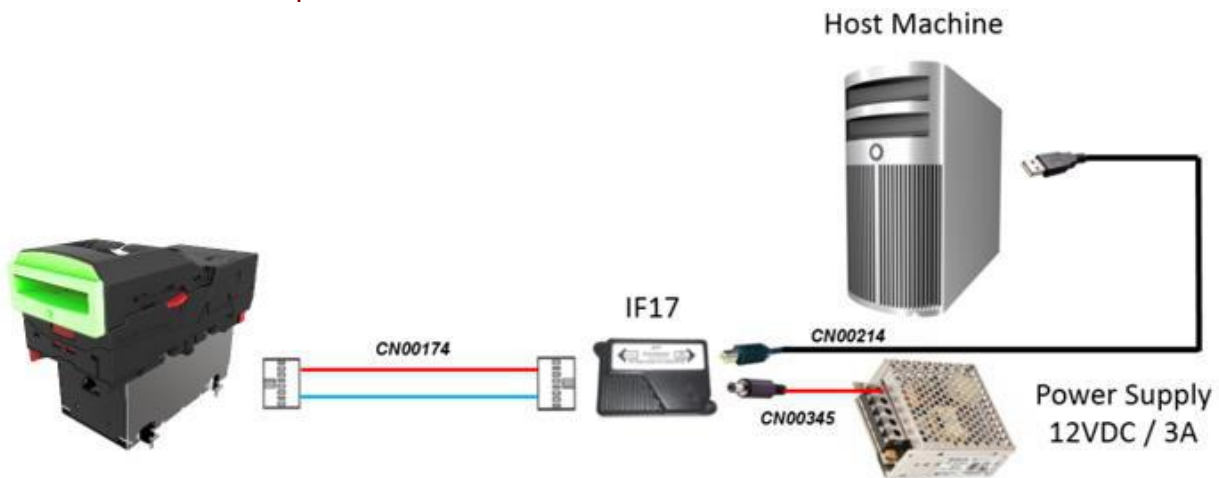 Host Machine
IF17
CN00174
CN00214
CN00345
Power Supply
12VDC / 3A